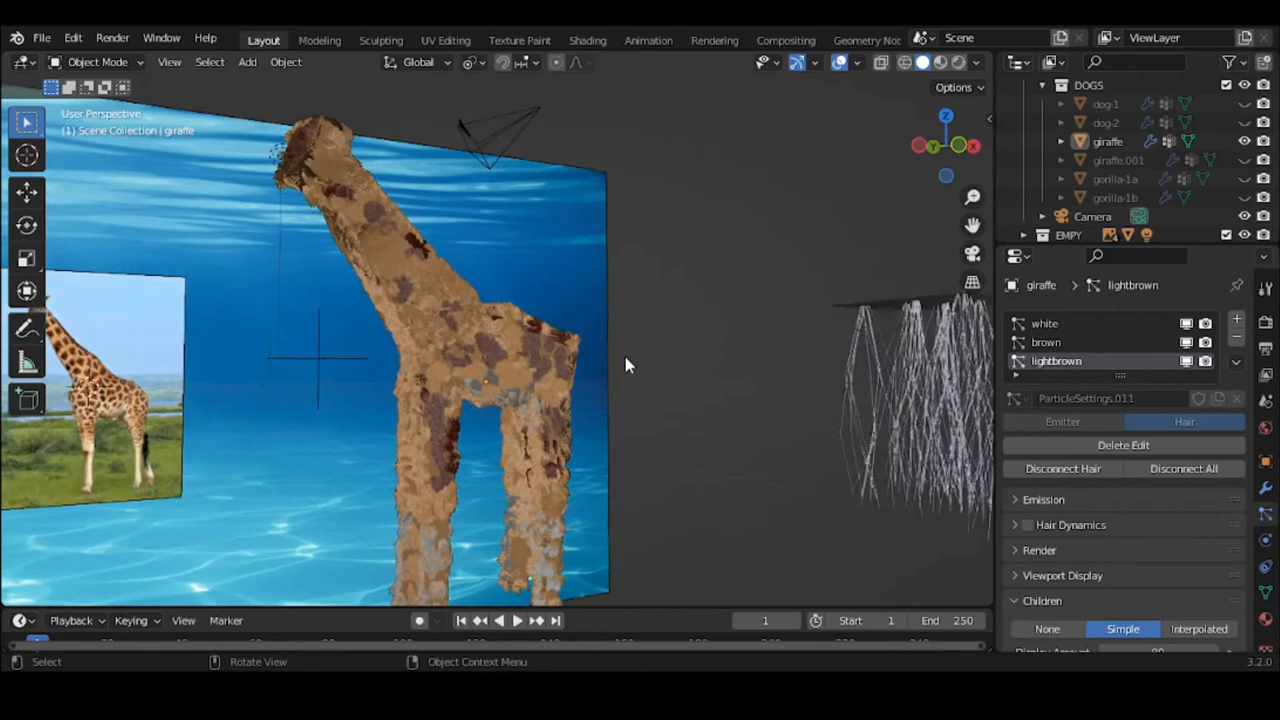 File Edit Render Window Help Layout Modeling Sculpting UV Editing Texture Paint Shading Animation Rendering Compositing Geometry Noc Scene ViewLayer
Object Mode View Select Add Object Global
Options
User Perspective
(1) Scene Collection | giraffe
Z
Y X
DOGS
dog-1
dog-2
giraffe
giraffe.001
gorilla-1a
gorilla-1b
Camera
EMPY
giraffe > lightbrown
white
brown
lightbrown
ParticleSettings.011
Emitter Hair
Delete Edit
Disconnect Hair Disconnect All
Emission
Hair Dynamics
Render
Viewport Display
Children
None Simple Interpolated
Playback Keying View Marker 1 Start 1 End 250
Select Rotate View Object Context Menu 3.2.0